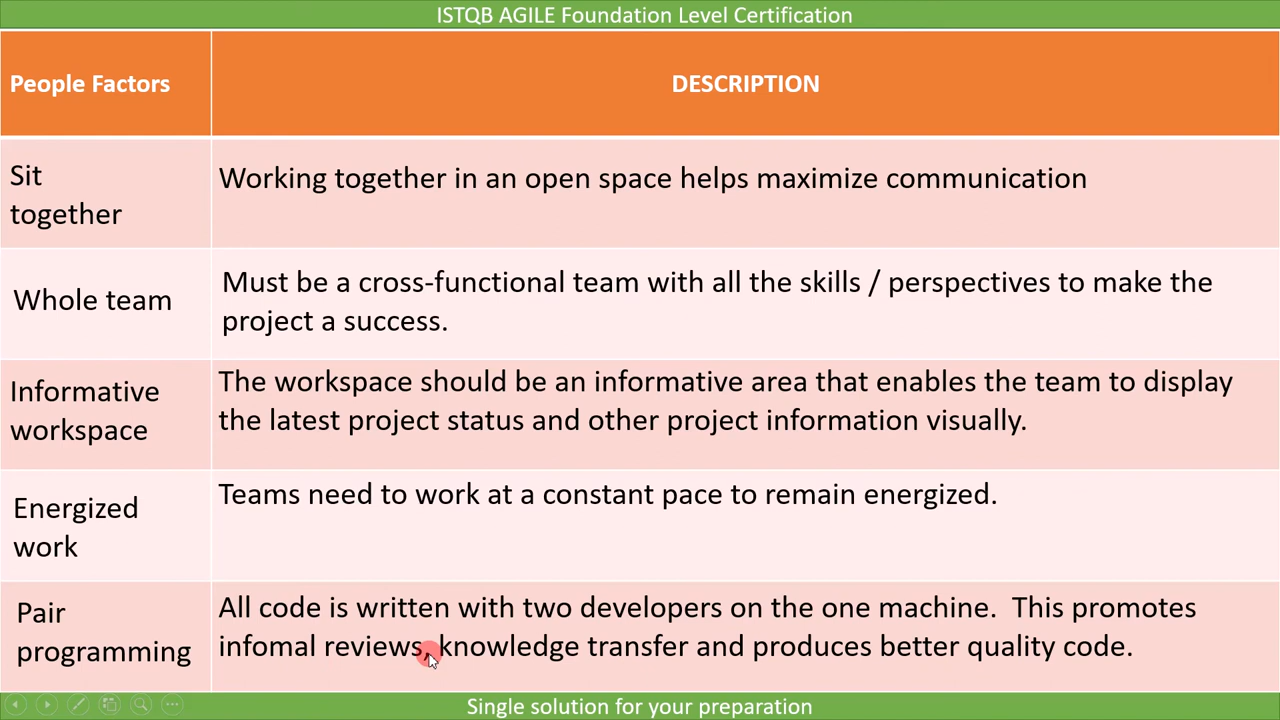 ISTQB AGILE Foundation Level Certification
People Factors
DESCRIPTION
Sit
together
Working together in an open space helps maximize communication
Whole team
Must be a cross-functional team with all the skills / perspectives to make the
project a success.
Informative
workspace
The workspace should be an informative area that enables the team to display
the latest project status and other project information visually.
Energized
work
Teams need to work at a constant pace to remain energized.
Pair
programming
All code is written with two developers on the one machine.  This promotes
infomal reviews, knowledge transfer and produces better quality code.
Single solution for your preparation